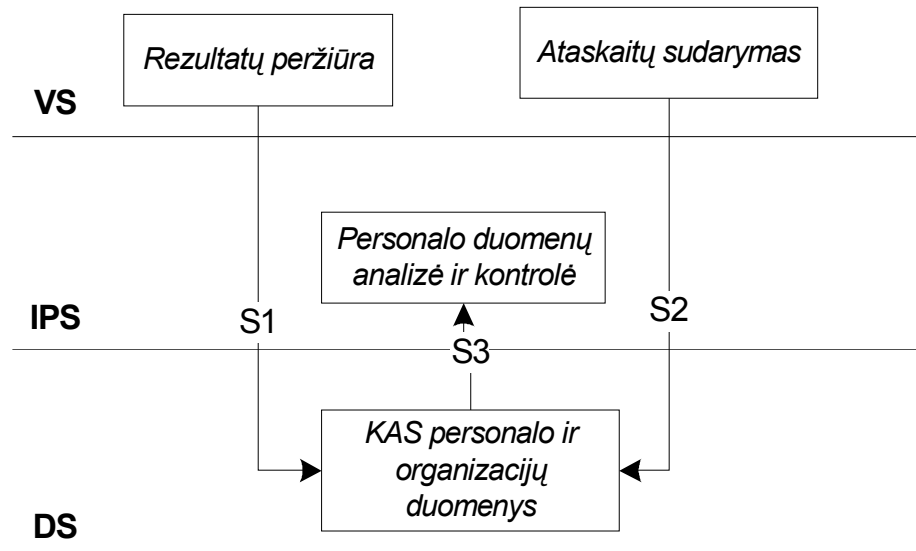 Rezultatų peržiūra
Ataskaitų sudarymas
VS
Personalo duomenų
analizė ir kontrolė
S1
S2
IPS
S3
KAS personalo ir
organizacijų
duomenys
DS